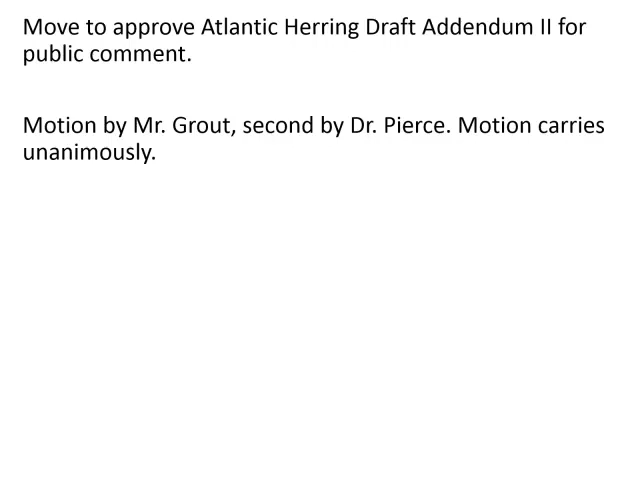 Move to approve Atlantic Herring Draft Addendum II for
public comment.
Motion by Mr. Grout, second by Dr. Pierce. Motion carries
unanimously.